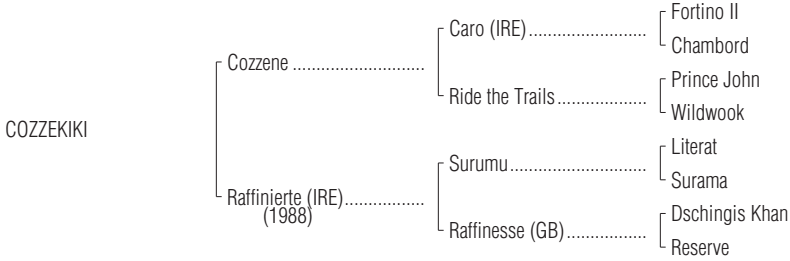 Fortino II
Caro (IRE)..........................
Chambord
Cozzene ............................
Prince John
Ride the Trails....................
Wildwook
COZZEKIKI
Literat
Surumu..............................
Surama
Raffinierte (IRE).................
(1988)
Dschingis Khan
Raffinesse (GB).................
Reserve